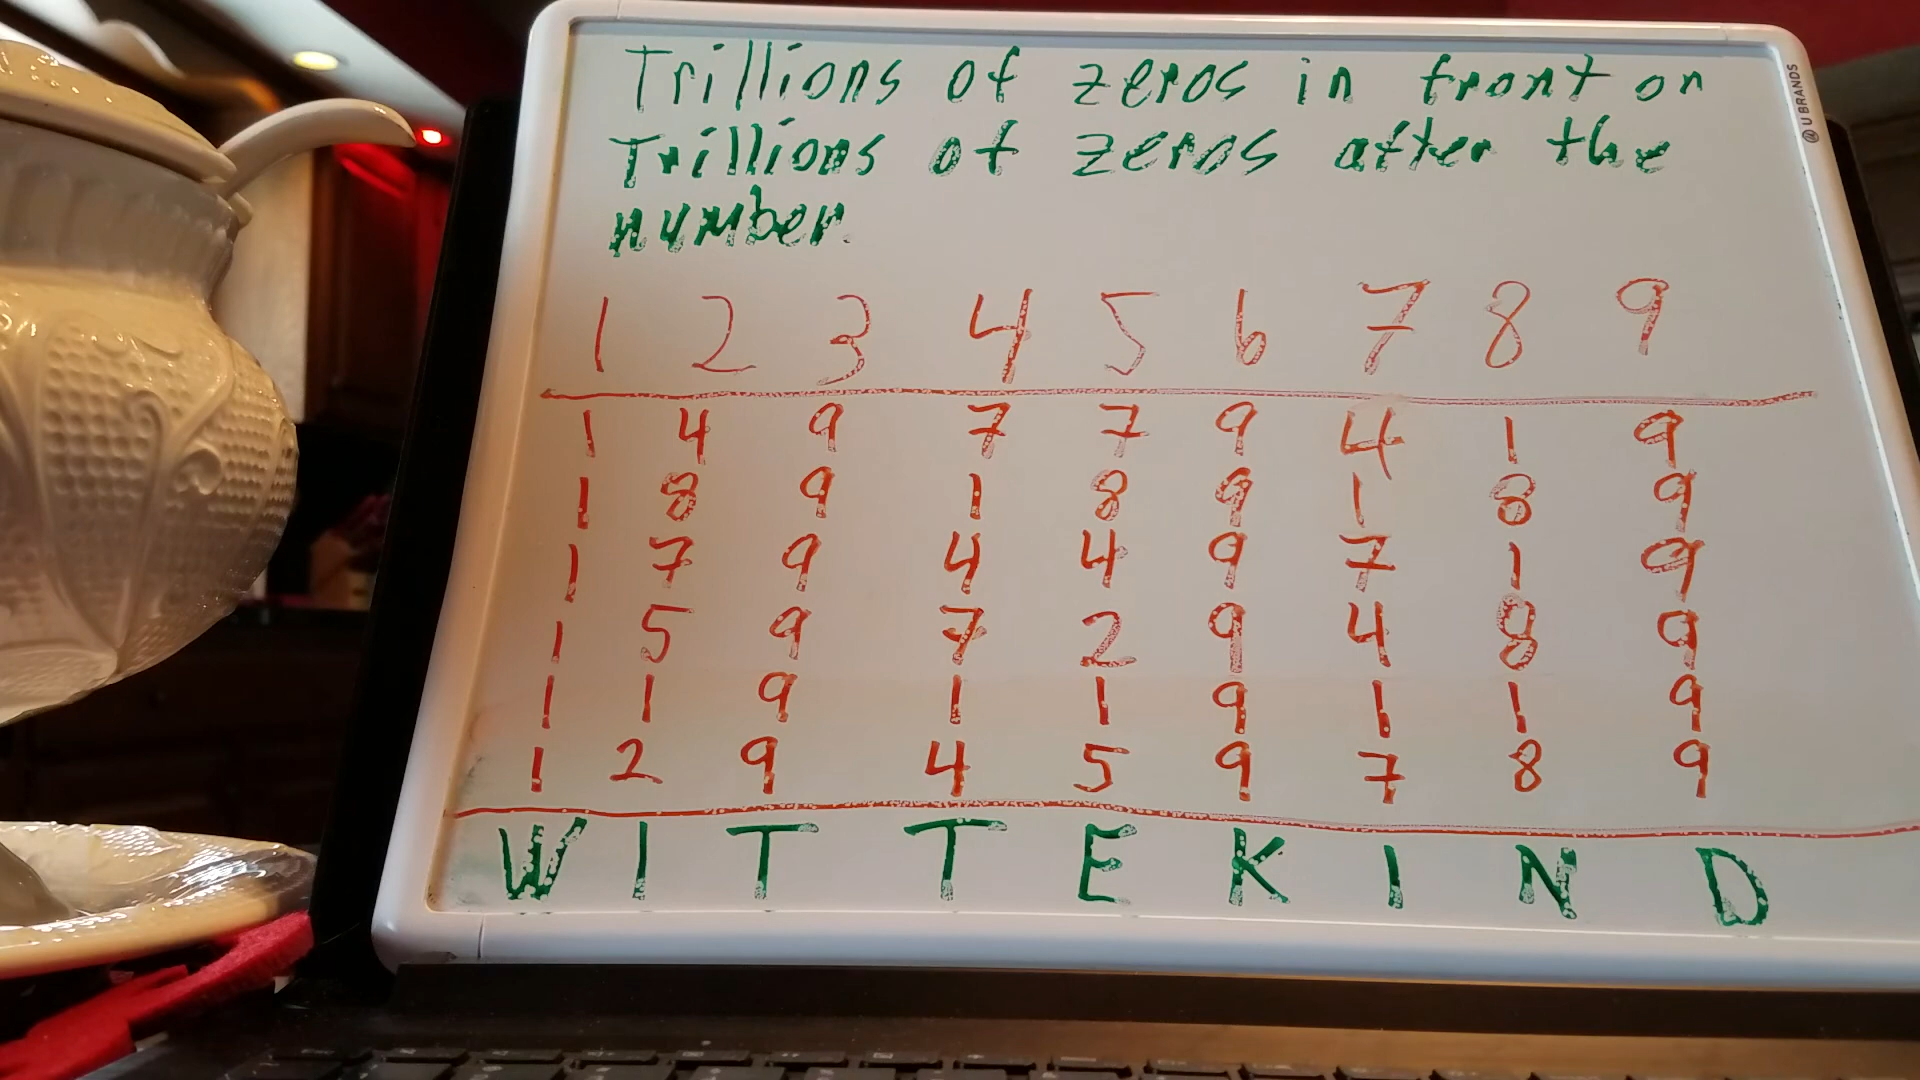 Trillions of zeros in front on
Trillions of zeros after the
number.
1 2 3 4 5 6 7 8 9
1 4 9 7 7 9 4 1 9
1 8 9 1 8 9 1 8 9
1 7 9 4 4 9 7 1 9
1 5 9 7 2 9 4 8 9
1 1 9 1 1 9 1 1 9
1 2 9 4 5 9 7 8 9
W I T T E K I N D
U BRANDS